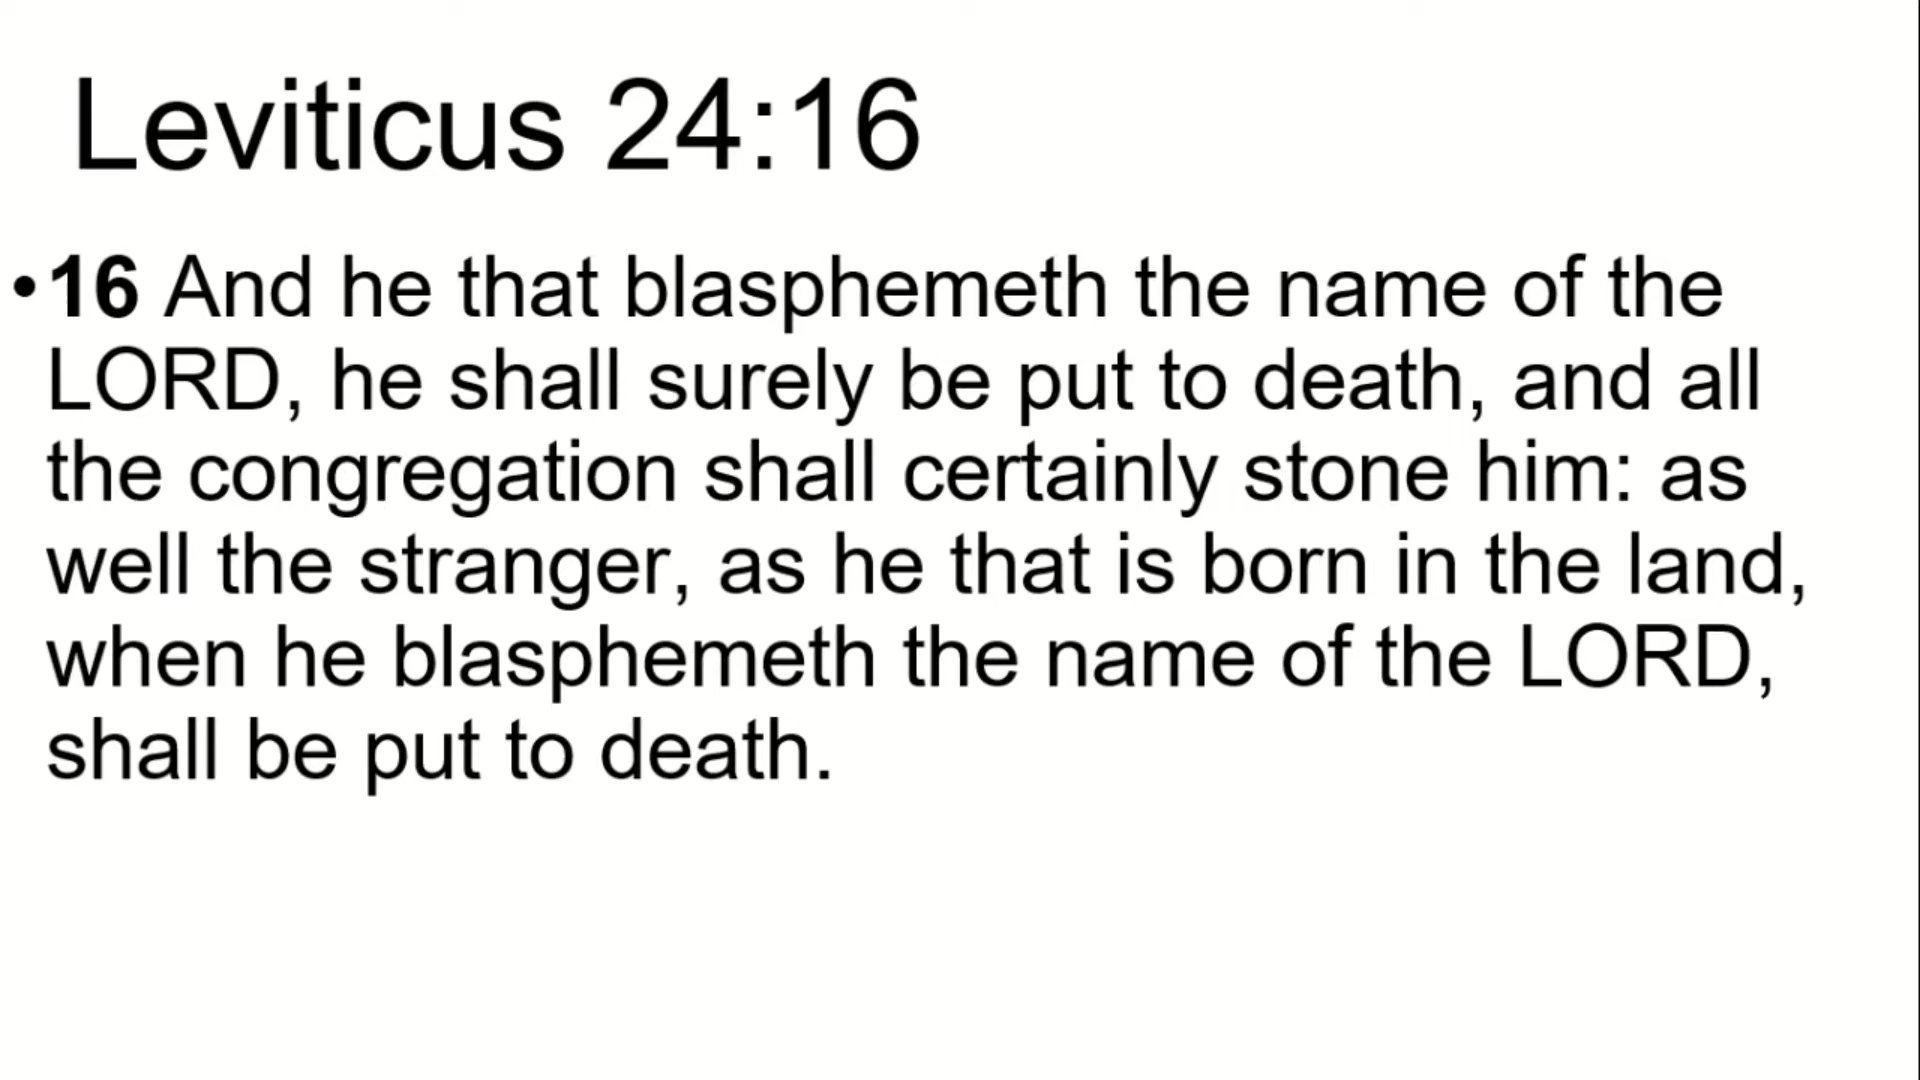 Leviticus 24:16
•16 And he that blasphemeth the name of the
LORD, he shall surely be put to death, and all
the congregation shall certainly stone him: as
well the stranger, as he that is born in the land,
when he blasphemeth the name of the LORD,
shall be put to death.